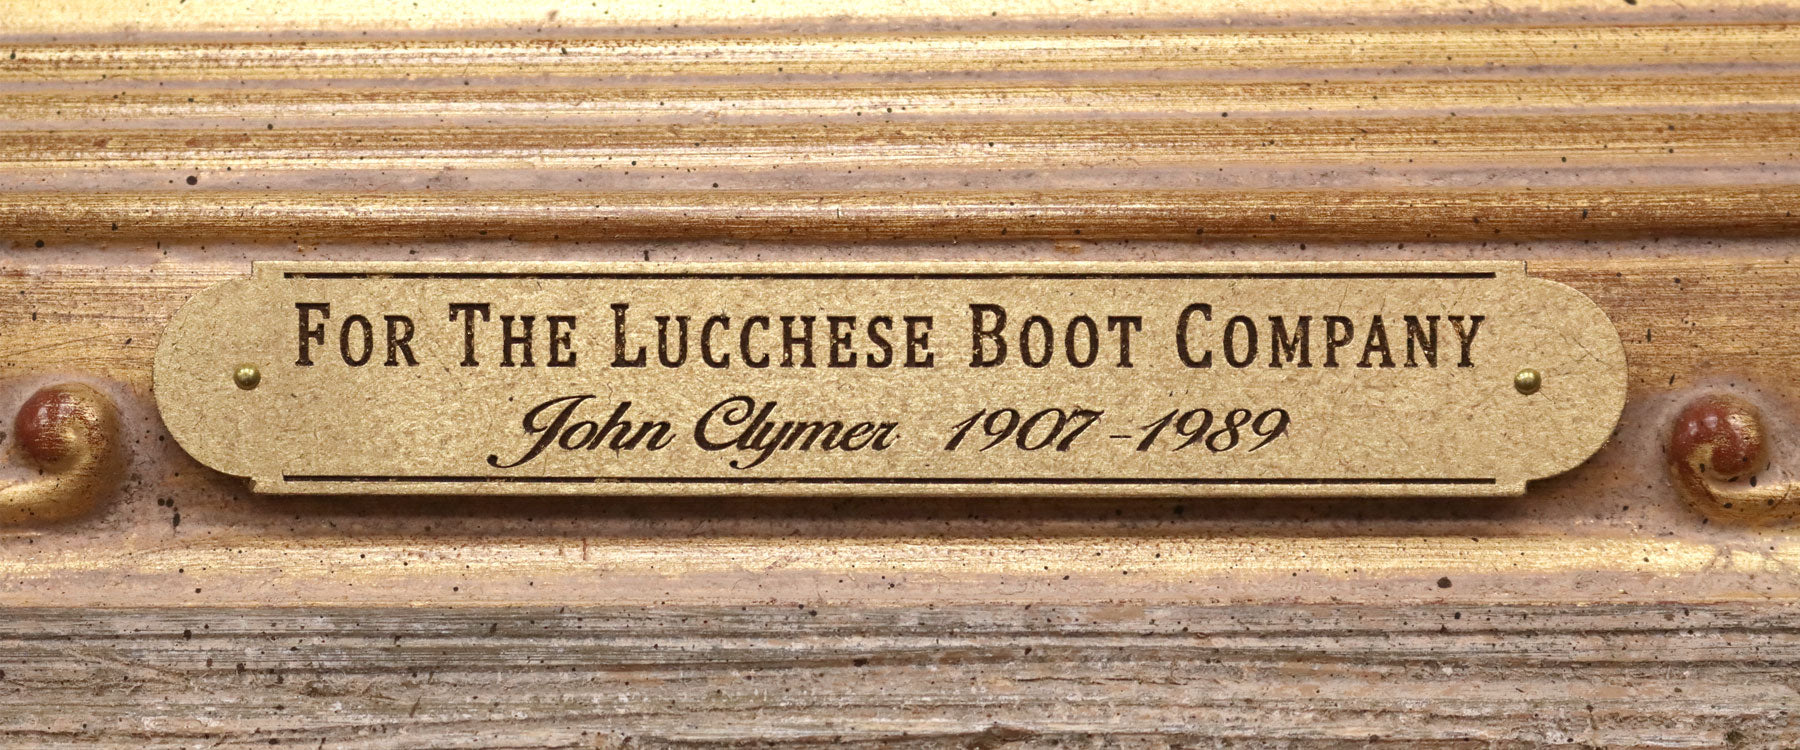 For The Lucchese Boot Company
John Clymer 1907-1989